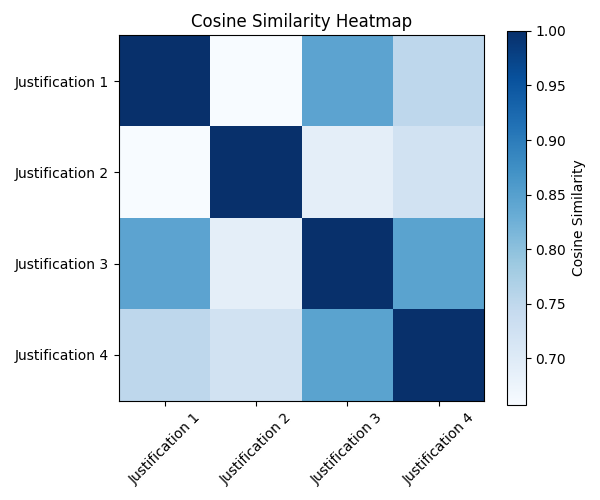 Cosine Similarity Heatmap
Justification 1
Justification 2
Justification 3
Justification 4
Justification 1
Justification 2
Justification 3
Justification 4
1.00
0.95
0.90
0.85
0.80
0.75
0.70
Cosine Similarity